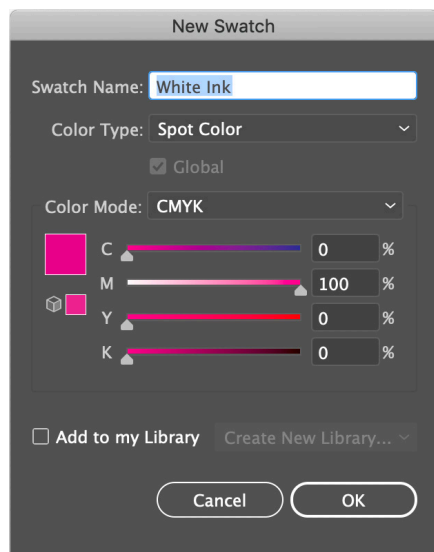 New Swatch
Swatch Name: White Ink
Color Type: Spot Color
Global
Color Mode: CMYK
C 0 %
M 100 %
Y 0 %
K 0 %
Add to my Library Create New Library...
Cancel OK